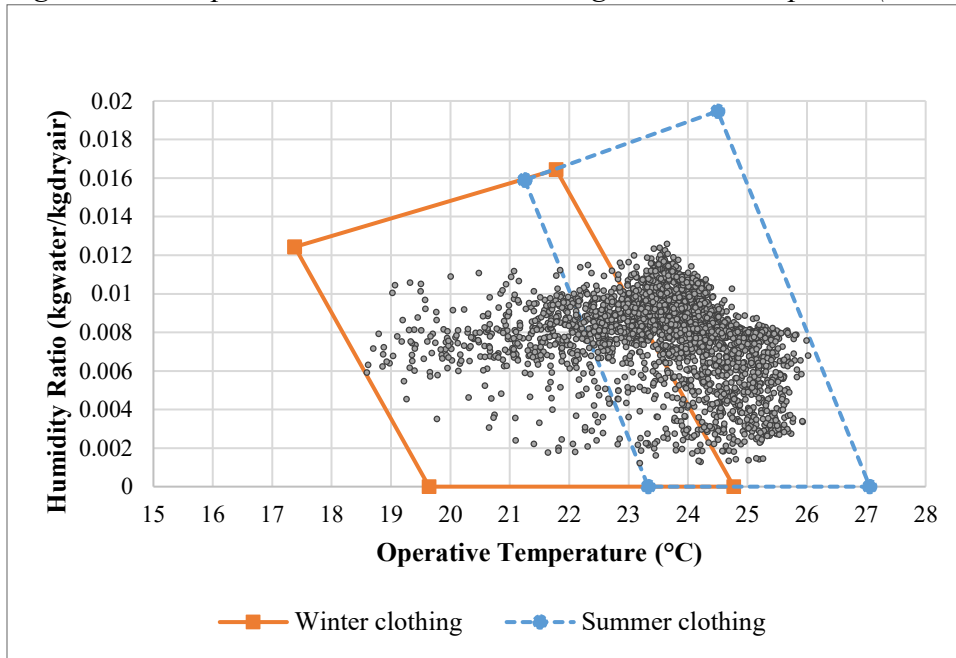 Humidity Ratio (kgwater/kgdryair)
0.02
0.018
0.016
0.014
0.012
0.01
0.008
0.006
0.004
0.002
0
15 16 17 18 19 20 21 22 23 24 25 26 27 28
Operative Temperature (°C)
Winter clothing Summer clothing